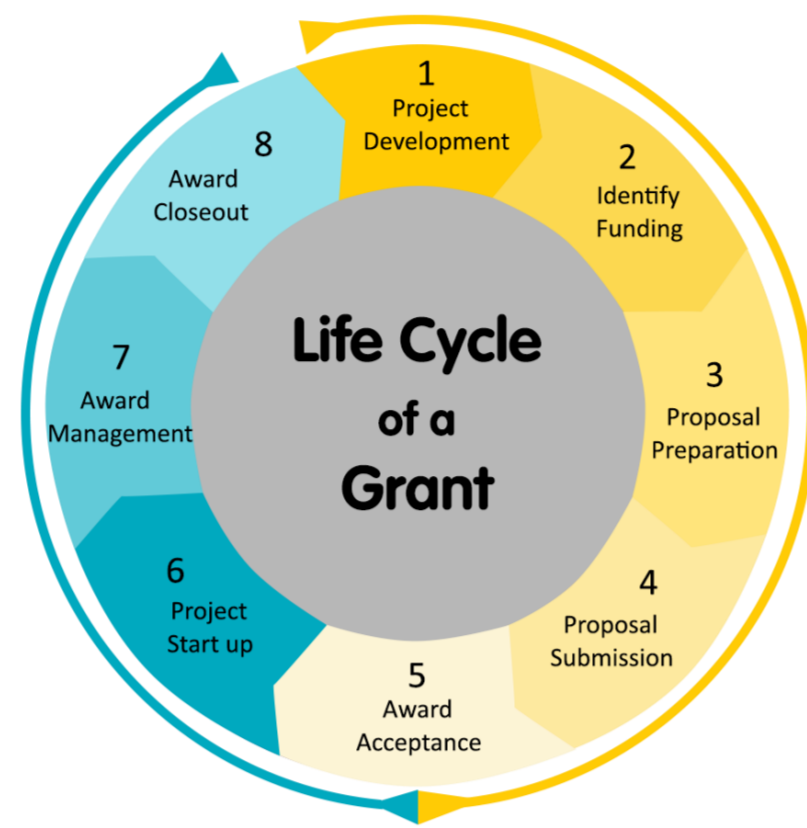 Life Cycle
of a
Grant
1
Project
Development
2
Identify
Funding
3
Proposal
Preparation
4
Proposal
Submission
5
Award
Acceptance
6
Project
Start up
7
Award
Management
8
Award
Closeout